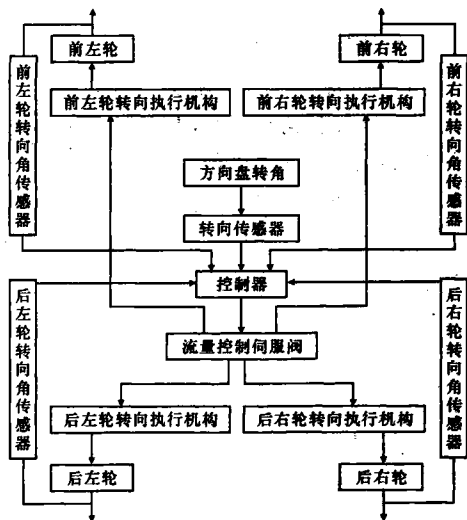 前左轮
前右轮
前左轮转向角传感器
前左轮转向执行机构
前右轮转向执行机构
前右轮转向角传感器
方向盘转角
转向传感器
控制器
后左轮转向角传感器
流量控制伺服阀
后右轮转向角传感器
后左轮转向执行机构
后右轮转向执行机构
后左轮
后右轮